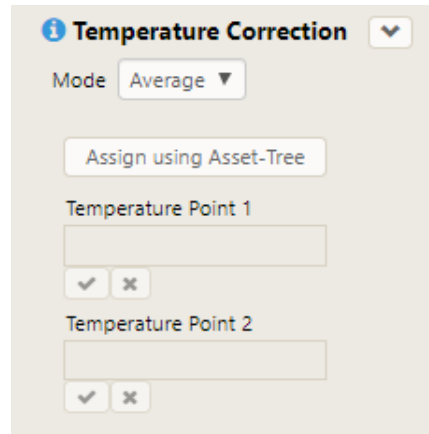 Temperature Correction
Mode Average
Assign using Asset-Tree
Temperature Point 1
Temperature Point 2